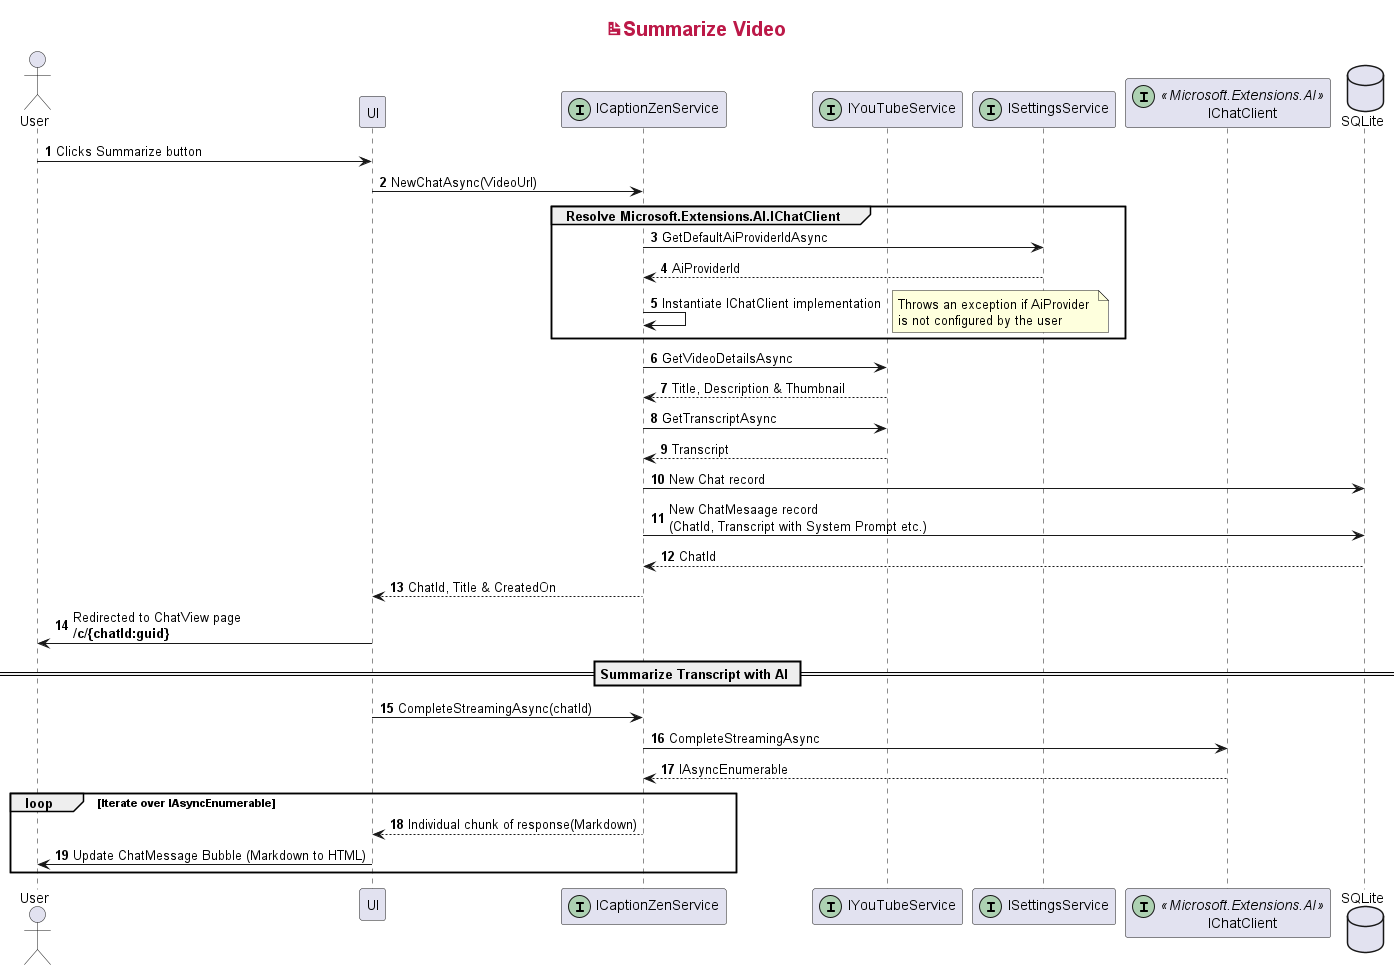 Summarize Video
User
UI
ICaptionZenService
IYouTubeService
ISettingsService
« Microsoft.Extensions.AI »
IChatClient
SQLite
1 Clicks Summarize button
2 NewChatAsync(VideoUrl)
Resolve Microsoft.Extensions.AI.IChatClient
3 GetDefaultAiProviderIdAsync
4 AiProviderId
5 Instantiate IChatClient implementation
Throws an exception if AiProvider
is not configured by the user
6 GetVideoDetailsAsync
7 Title, Description & Thumbnail
8 GetTranscriptAsync
9 Transcript
10 New Chat record
11 New ChatMesaage record
(ChatId, Transcript with System Prompt etc.)
12 ChatId
13 ChatId, Title & CreatedOn
14 Redirected to ChatView page
/c/{chatId:guid}
Summarize Transcript with AI
15 CompleteStreamingAsync(chatId)
16 CompleteStreamingAsync
17 IAsyncEnumerable
loop [Iterate over IAsyncEnumerable]
18 Individual chunk of response(Markdown)
19 Update ChatMessage Bubble (Markdown to HTML)
User
UI
I ICaptionZenService
I IYouTubeService
I ISettingsService
I « Microsoft.Extensions.AI »
IChatClient
SQLite